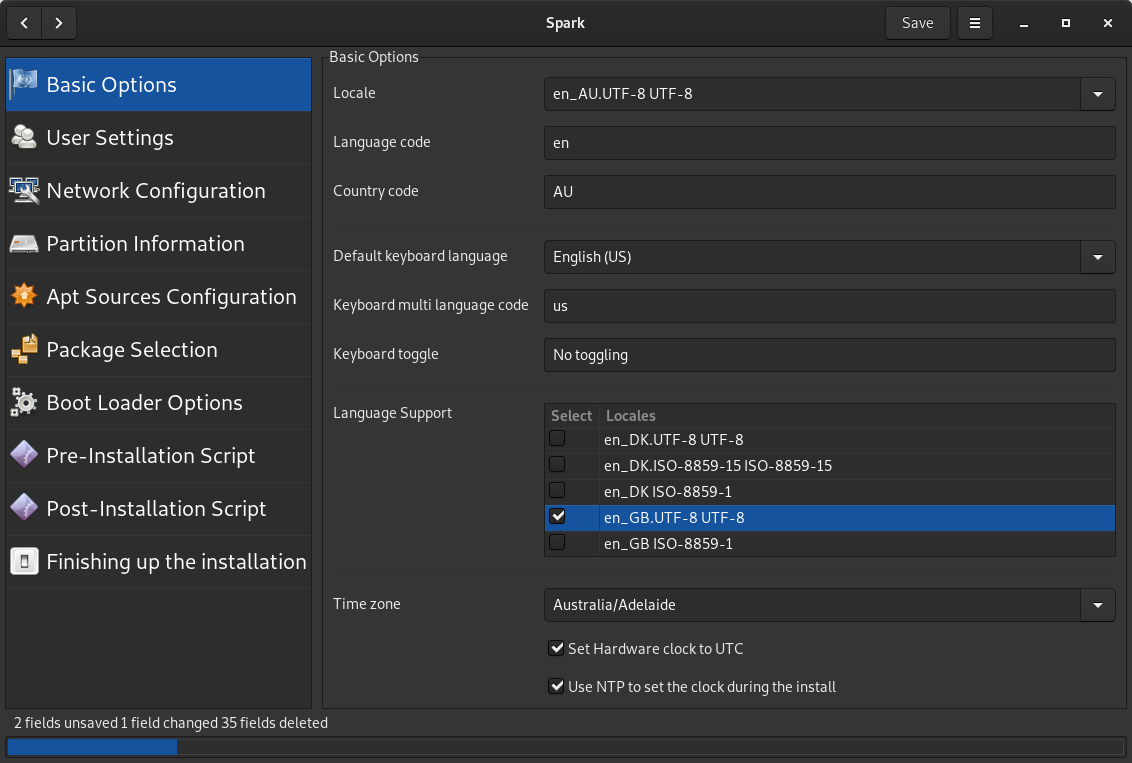 Spark
Save
Basic Options
User Settings
Network Configuration
Partition Information
Apt Sources Configuration
Package Selection
Boot Loader Options
Pre-Installation Script
Post-Installation Script
Finishing up the installation
Basic Options
Locale
en_AU.UTF-8 UTF-8
Language code
en
Country code
AU
Default keyboard language
English (US)
Keyboard multi language code
us
Keyboard toggle
No toggling
Language Support
Select Locales
en_DK.UTF-8 UTF-8
en_DK.ISO-8859-15 ISO-8859-15
en_DK ISO-8859-1
en_GB.UTF-8 UTF-8
en_GB ISO-8859-1
Time zone
Australia/Adelaide
Set Hardware clock to UTC
Use NTP to set the clock during the install
2 fields unsaved 1 field changed 35 fields deleted